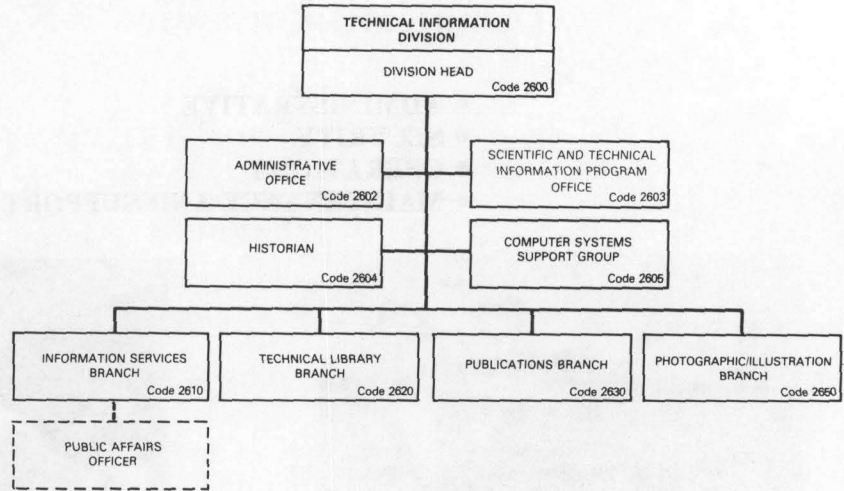 TECHNICAL INFORMATION
DIVISION
DIVISION HEAD
Code 2600
ADMINISTRATIVE
OFFICE
Code 2602
SCIENTIFIC AND TECHNICAL
INFORMATION PROGRAM
OFFICE
Code 2603
HISTORIAN
Code 2604
COMPUTER SYSTEMS
SUPPORT GROUP
Code 2605
INFORMATION SERVICES
BRANCH
Code 2610
TECHNICAL LIBRARY
BRANCH
Code 2620
PUBLICATIONS BRANCH
Code 2630
PHOTOGRAPHIC/ILLUSTRATION
BRANCH
Code 2650
PUBLIC AFFAIRS
OFFICER